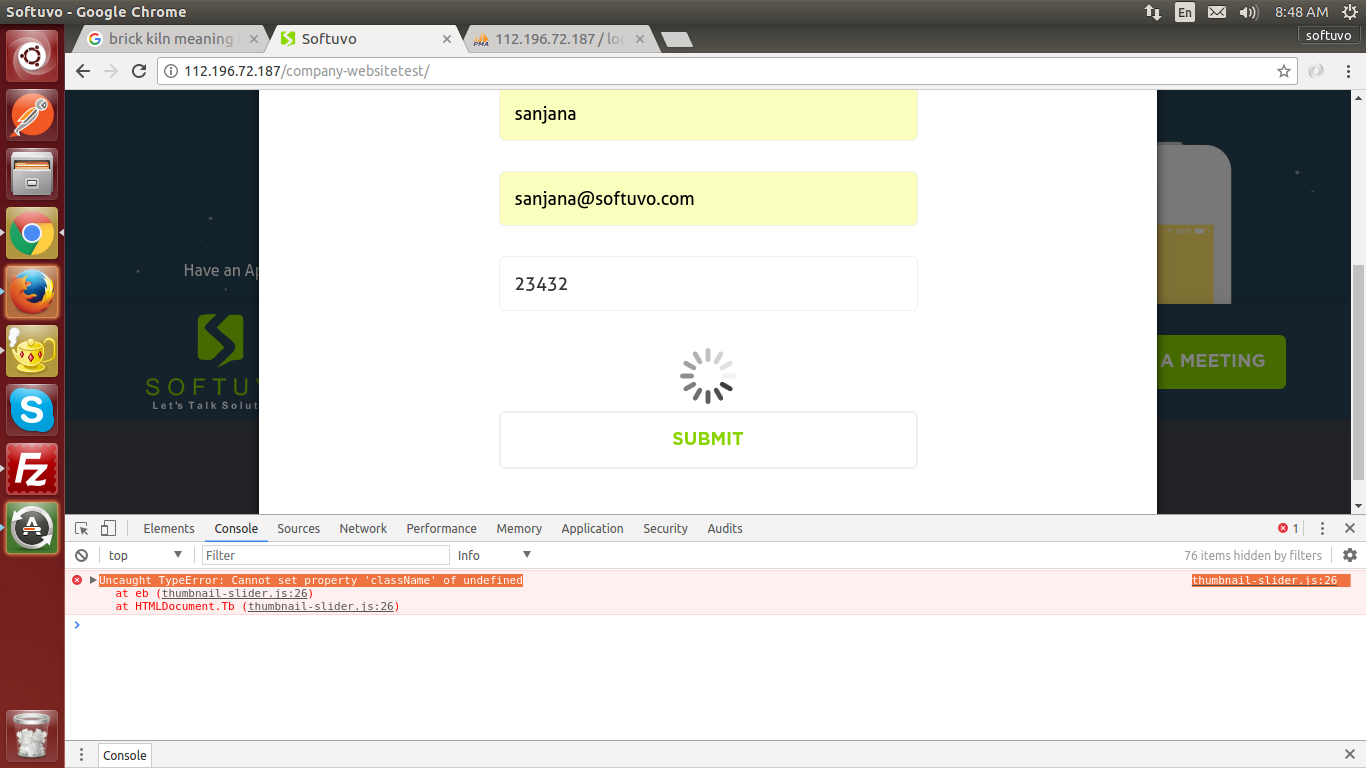 Softuvo - Google Chrome
En
8:48 AM
softuvo
brick kiln meaning
Softuvo
112.196.72.187 / loc
PMA
112.196.72.187/company-websitetest/
sanjana
sanjana@softuvo.com
23432
Have an Ap
SOFTUV
Let's Talk Solut
A MEETING
SUBMIT
Elements Console Sources Network Performance Memory Application Security Audits 1
top Filter Info 76 items hidden by filters
Uncaught TypeError: Cannot set property 'className' of undefined thumbnail-slider.js:26
at eb (thumbnail-slider.js:26)
at HTMLDocument.Tb (thumbnail-slider.js:26)
Console